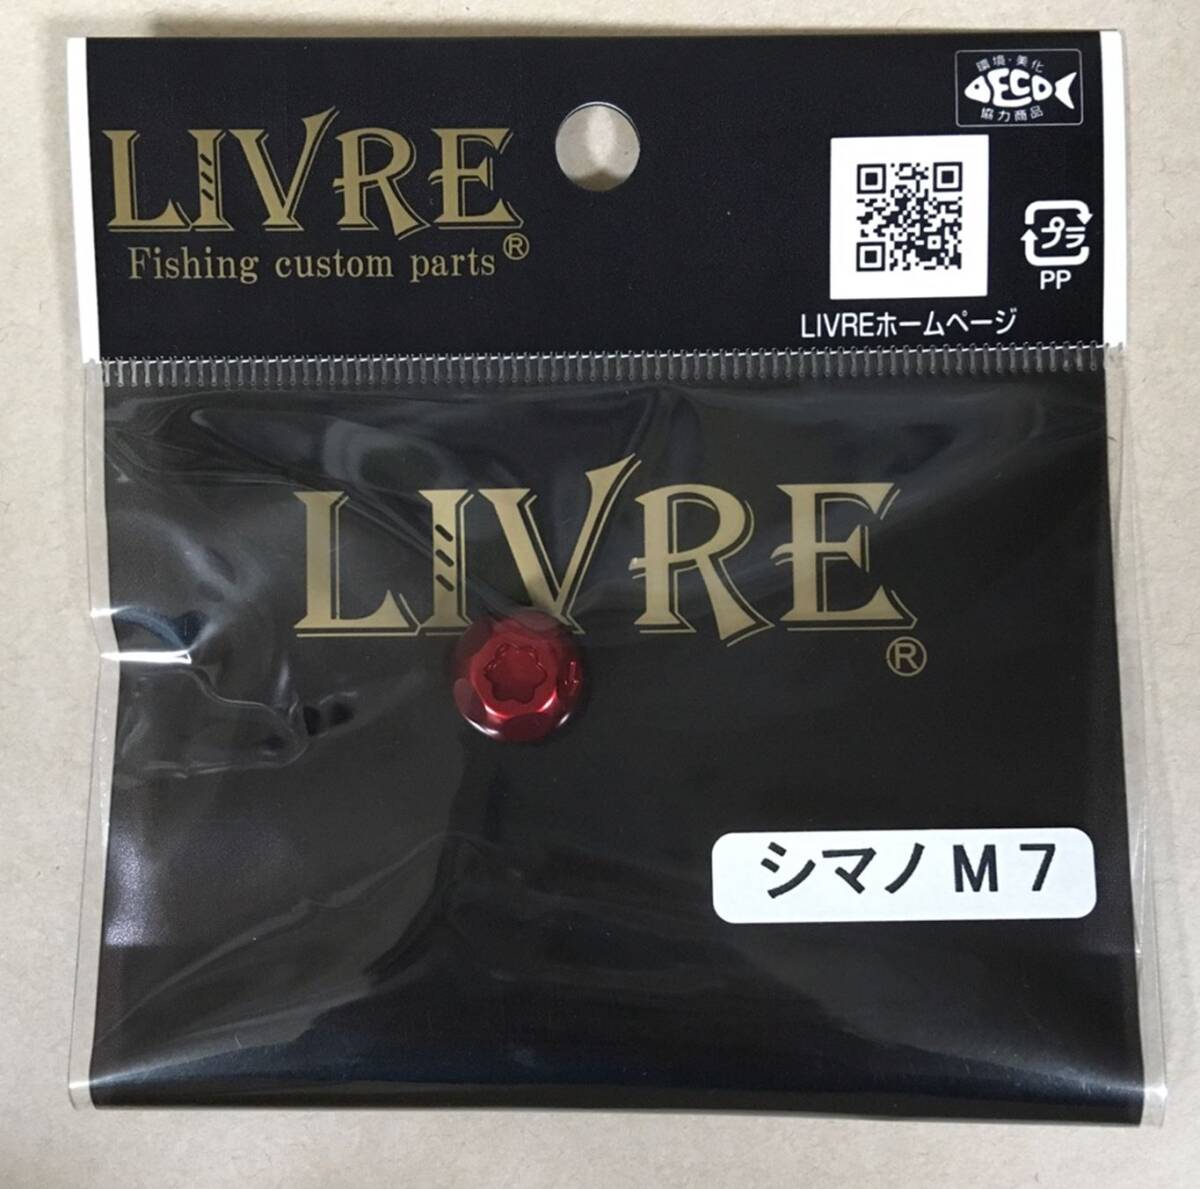 LIVRE
Fishing custom parts®
環境・美化
ECO
協力商品
プラ
PP
LIVREホームページ
LIVRE
®
シマノ M 7